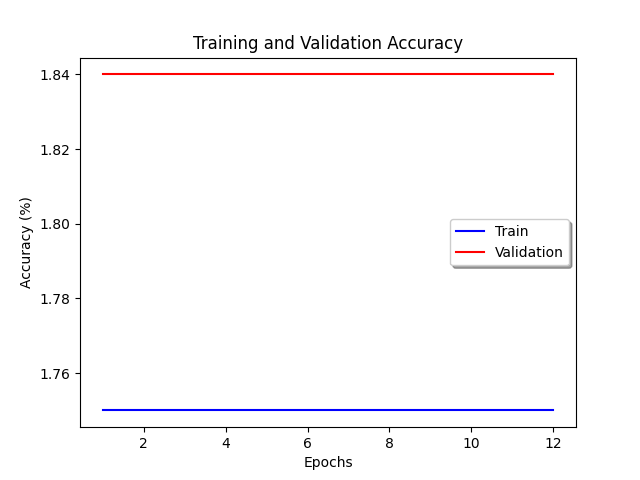 Training and Validation Accuracy
Accuracy (%)
1.84
1.82
1.80
1.78
1.76
Train
Validation
2 4 6 8 10 12
Epochs